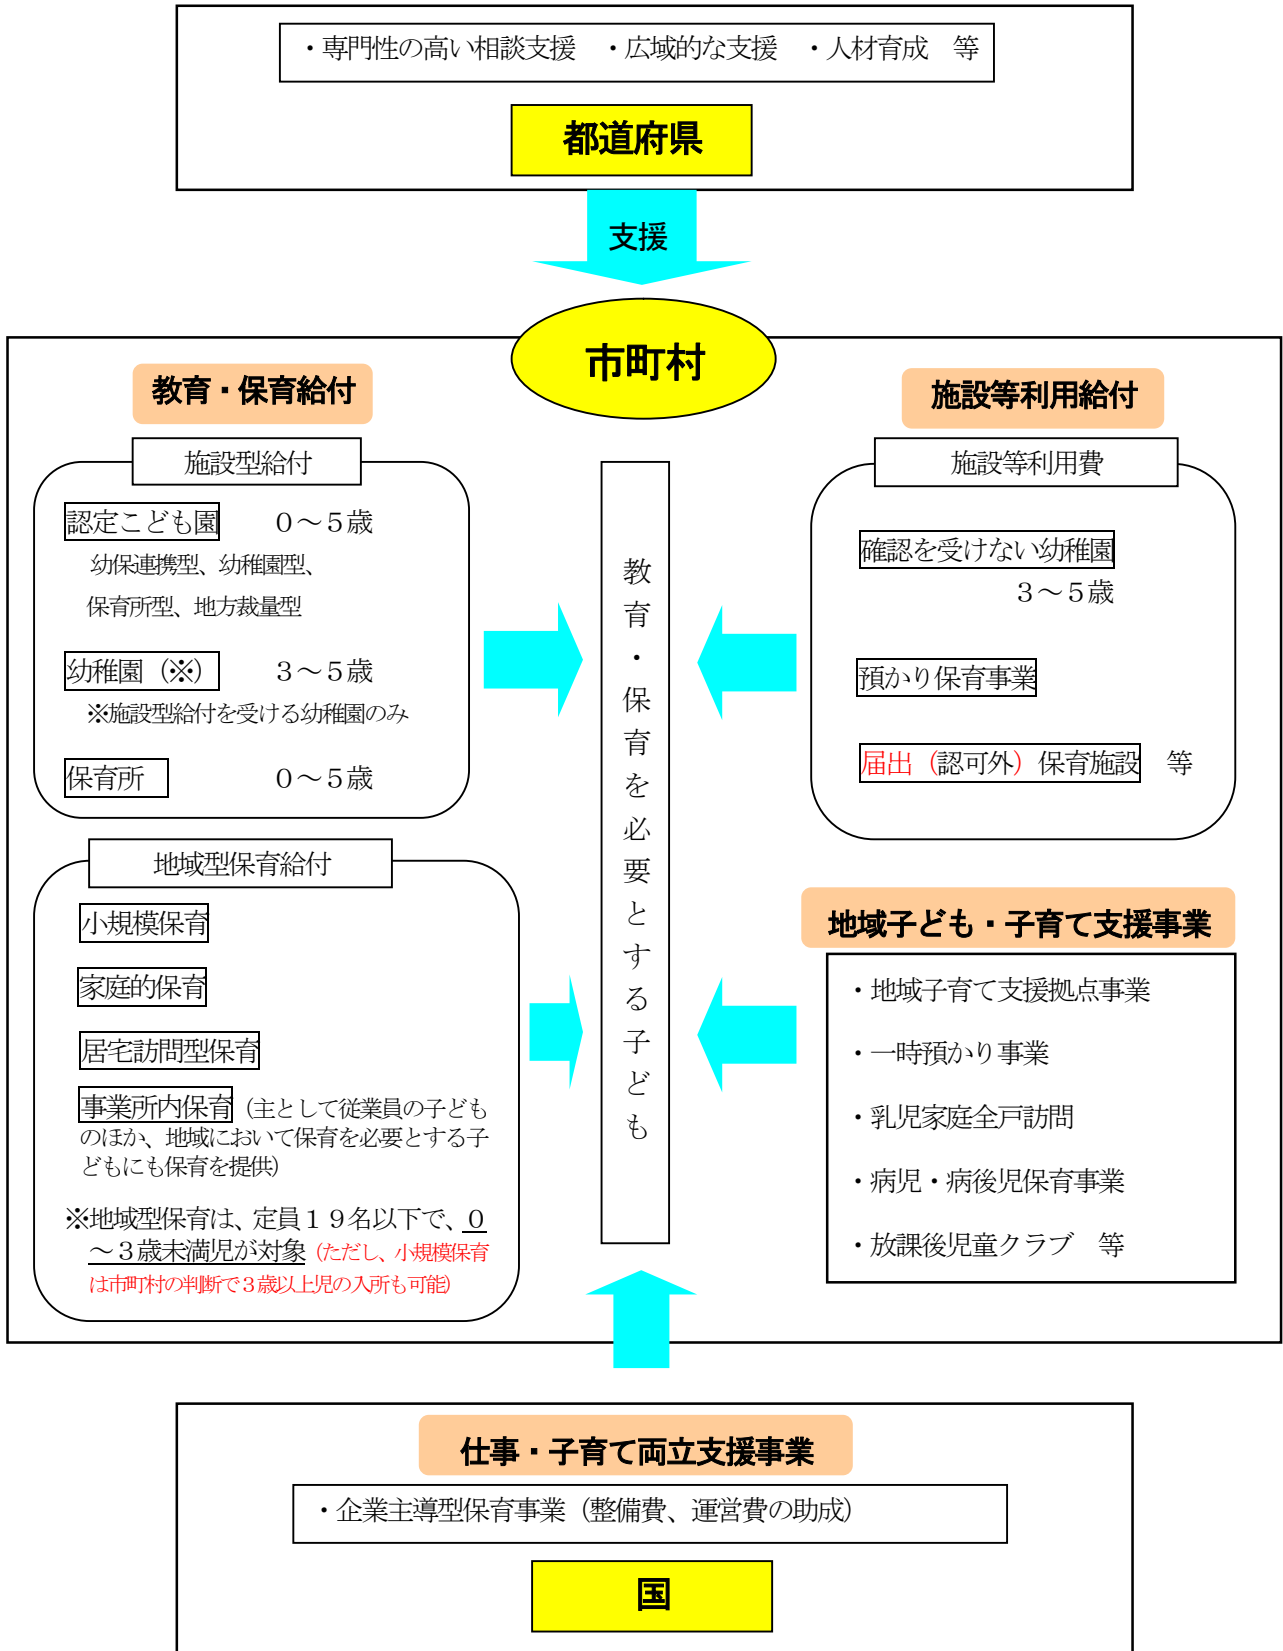 ・専門性の高い相談支援　・広域的な支援　・人材育成　等
都道府県
支援
市町村
教育・保育給付
施設型給付
認定こども園　　０～５歳
幼保連携型、幼稚園型、
保育所型、地方裁量型
幼稚園（※）　　３～５歳
※施設型給付を受ける幼稚園のみ
保育所　　０～５歳
地域型保育給付
小規模保育
家庭的保育
居宅訪問型保育
事業所内保育（主として従業員の子ども
のほか、地域において保育を必要とする子
どもにも保育を提供）
※地域型保育は、定員１９名以下で、０
～３歳未満児が対象（ただし、小規模保育
は市町村の判断で３歳以上児の入所も可能）
教育・保育を必要とする子ども
施設等利用給付
施設等利用費
確認を受けない幼稚園
３～５歳
預かり保育事業
届出（認可外）保育施設　等
地域子ども・子育て支援事業
・地域子育て支援拠点事業
・一時預かり事業
・乳児家庭全戸訪問
・病児・病後児保育事業
・放課後児童クラブ　等
仕事・子育て両立支援事業
・企業主導型保育事業（整備費、運営費の助成）
国